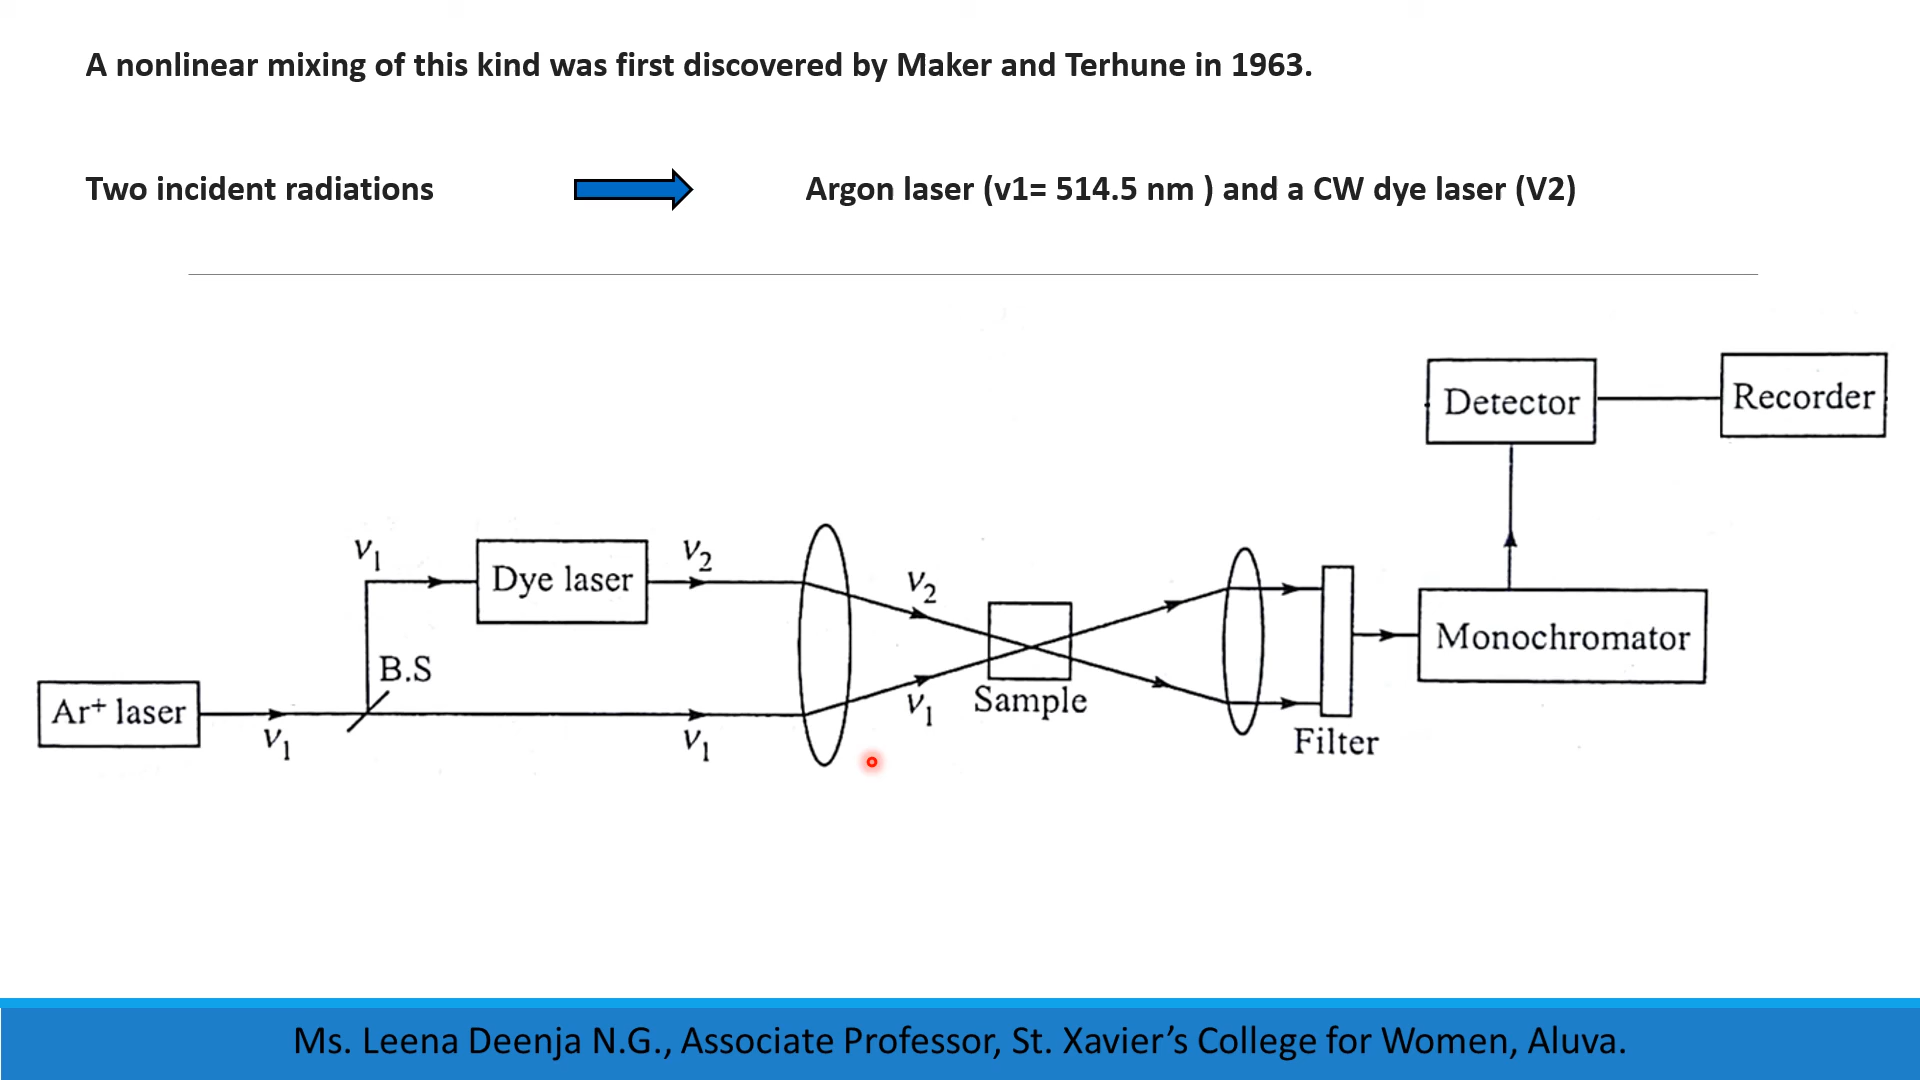 A nonlinear mixing of this kind was first discovered by Maker and Terhune in 1963.
Two incident radiations
Argon laser (v1= 514.5 nm ) and a CW dye laser (V2)
Detector
Recorder
ν1
Dye laser
ν2
ν2
B.S
Monochromator
Ar+ laser
ν1
ν1
ν1
Sample
Filter
Ms. Leena Deenja N.G., Associate Professor, St. Xavier’s College for Women, Aluva.